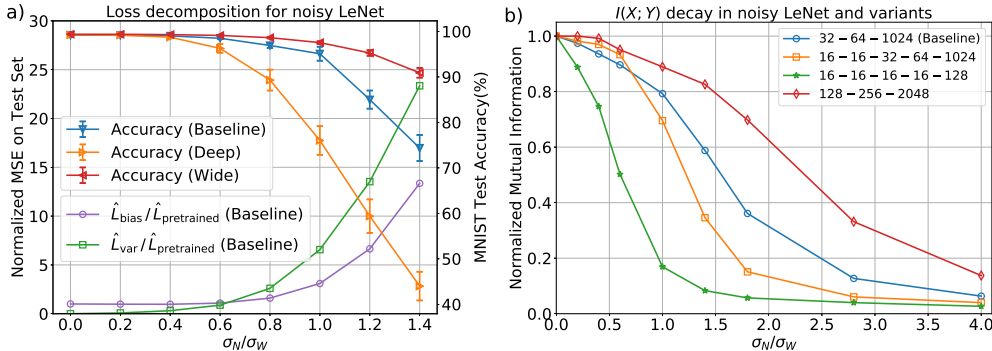 a)
Loss decomposition for noisy LeNet
Normalized MSE on Test Set
30
25
20
15
10
5
0
Accuracy (Baseline)
Accuracy (Deep)
Accuracy (Wide)
L̂bias/L̂pretrained (Baseline)
L̂var/L̂pretrained (Baseline)
0.0 0.2 0.4 0.6 0.8 1.0 1.2 1.4
σN/σW
100
90
80
70
60
50
40
MNIST Test Accuracy(%)
b)
I(X; Y) decay in noisy LeNet and variants
Normalized Mutual Information
1.0
0.8
0.6
0.4
0.2
0.0
32 − 64 − 1024 (Baseline)
16 − 16 − 32 − 64 − 1024
16 − 16 − 16 − 16 − 128
128 − 256 − 2048
0.0 0.5 1.0 1.5 2.0 2.5 3.0 3.5 4.0
σN/σW